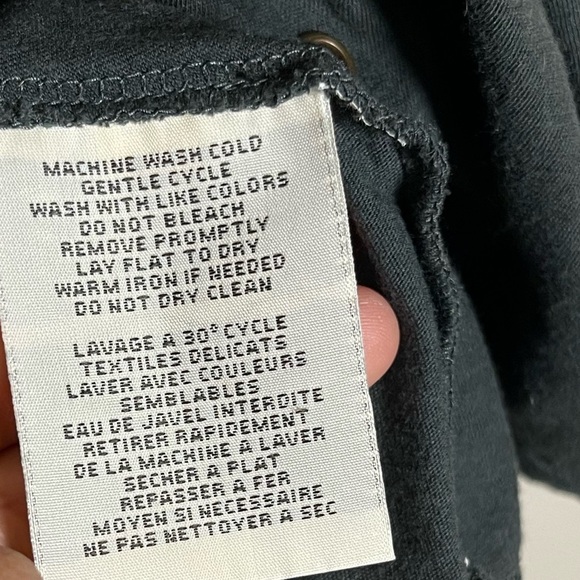 MACHINE WASH COLD
GENTLE CYCLE
WASH WITH LIKE COLORS
DO NOT BLEACH
REMOVE PROMPTLY
LAY FLAT TO DRY
WARM IRON IF NEEDED
DO NOT DRY CLEAN
LAVAGE A 30° CYCLE
TEXTILES DELICATS
LAVER AVEC COULEURS
SEMBLABLES
EAU DE JAVEL INTERDITE
RETIRER RAPIDEMENT
DE LA MACHINE A LAVER
SECHER A PLAT
REPASSER A FER
MOYEN SI NECESSAIRE
NE PAS NETTOYER A SEC